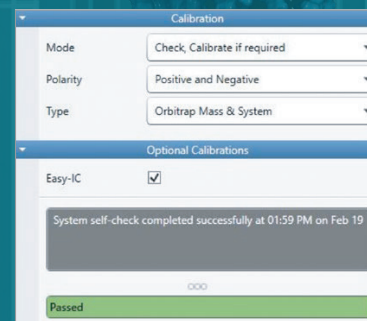 Calibration
Mode Check, Calibrate if required
Polarity Positive and Negative
Type Orbitrap Mass & System
Optional Calibrations
Easy-IC
System self-check completed successfully at 01:59 PM on Feb 19
Passed